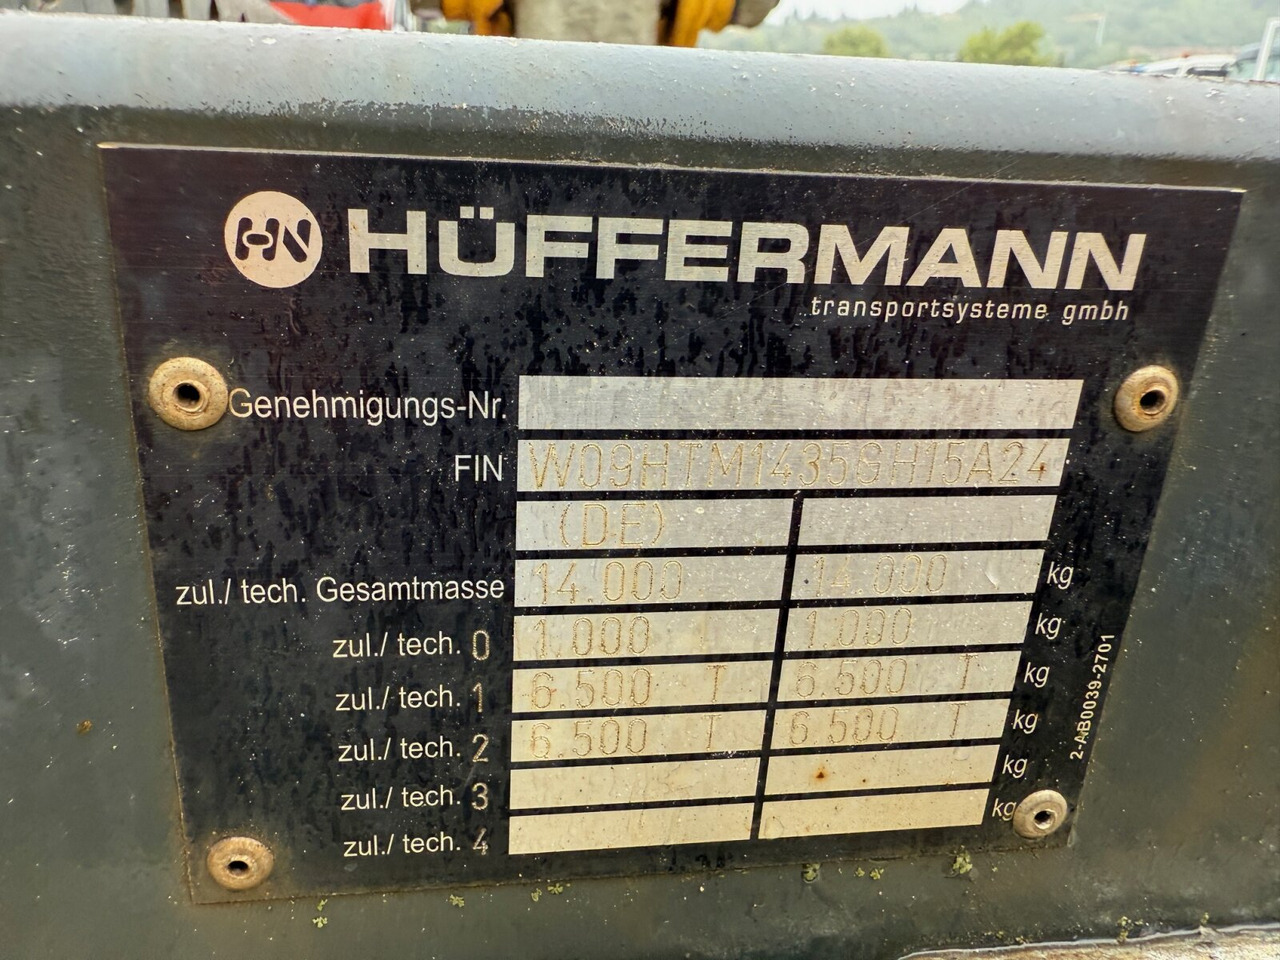 HN HÜFFERMANN
transportsysteme gmbh
Genehmigungs-Nr.
FIN W09HTM1435GH15A24
(DE)
zul./ tech. Gesamtmasse 14.000 14.000 kg
zul./ tech. 0 1.000 1.000 kg
zul./ tech. 1 6.500 T 6.500 T kg
zul./ tech. 2 6.500 T 6.500 T kg
zul./ tech. 3 kg
zul./ tech. 4 kg
2-AB0039-2701